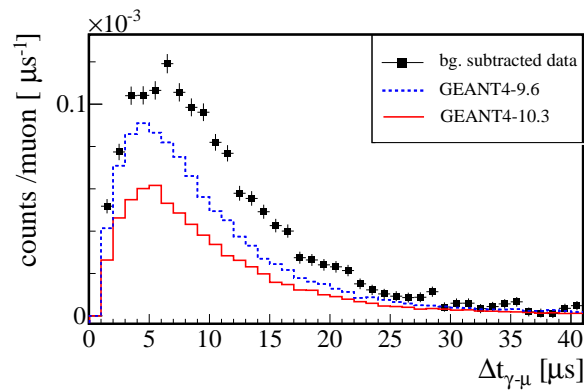 ×10⁻³
bg. subtracted data
GEANT4-9.6
GEANT4-10.3
counts /muon [ μs⁻¹]
0.1
0
0 5 10 15 20 25 30 35 40
Δt_γ-μ [μs]